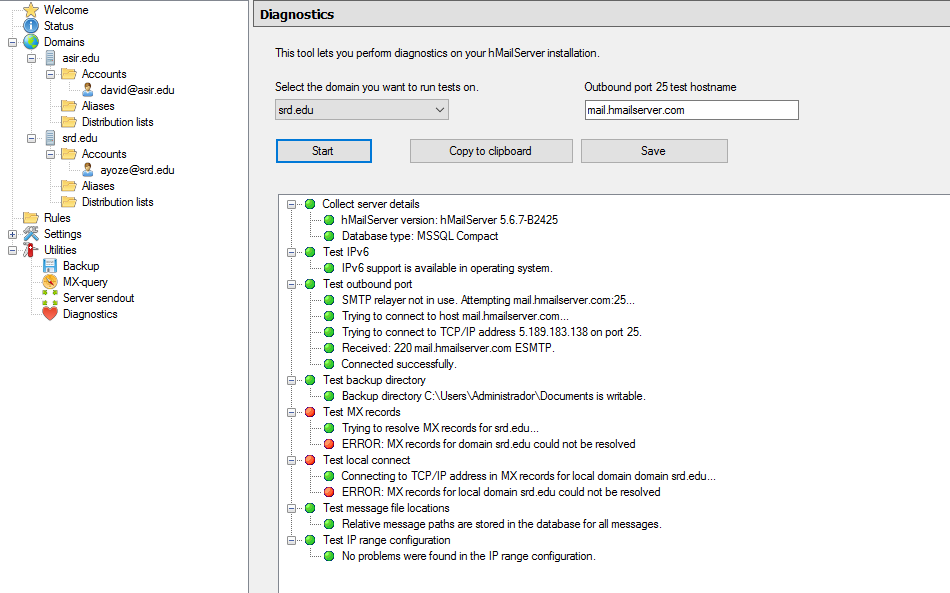 Welcome
Status
Domains
asir.edu
Accounts
david@asir.edu
Aliases
Distribution lists
srd.edu
Accounts
ayoze@srd.edu
Aliases
Distribution lists
Rules
Settings
Utilities
Backup
MX-query
Server sendout
Diagnostics
Diagnostics
This tool lets you perform diagnostics on your hMailServer installation.
Select the domain you want to run tests on.
Outbound port 25 test hostname
srd.edu
mail.hmailserver.com
Start
Copy to clipboard
Save
Collect server details
hMailServer version: hMailServer 5.6.7-B2425
Database type: MSSQL Compact
Test IPv6
IPv6 support is available in operating system.
Test outbound port
SMTP relayer not in use. Attempting mail.hmailserver.com:25...
Trying to connect to host mail.hmailserver.com...
Trying to connect to TCP/IP address 5.189.183.138 on port 25.
Received: 220 mail.hmailserver.com ESMTP.
Connected successfully.
Test backup directory
Backup directory C:\Users\Administrador\Documents is writable.
Test MX records
Trying to resolve MX records for srd.edu...
ERROR: MX records for domain srd.edu could not be resolved
Test local connect
Connecting to TCP/IP address in MX records for local domain domain srd.edu...
ERROR: MX records for local domain srd.edu could not be resolved
Test message file locations
Relative message paths are stored in the database for all messages.
Test IP range configuration
No problems were found in the IP range configuration.